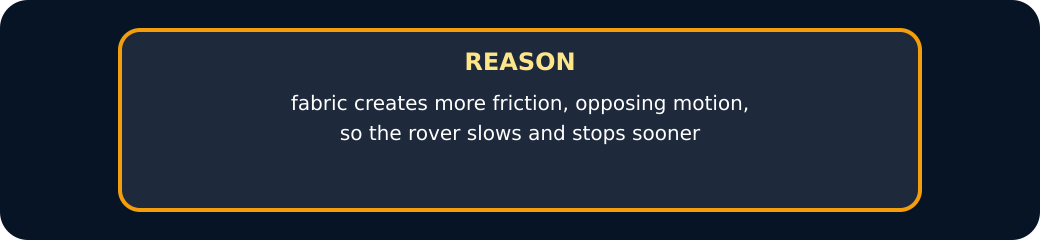 REASON
fabric creates more friction, opposing motion,
so the rover slows and stops sooner